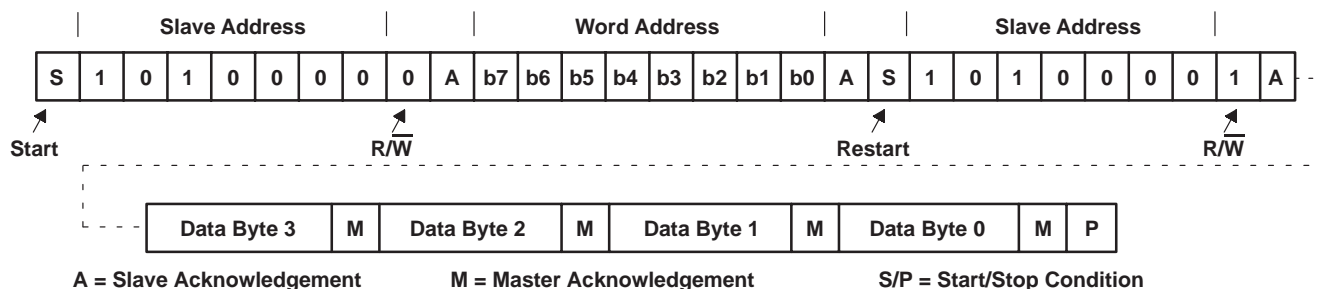 Slave Address Word Address Slave Address
S 1 0 1 0 0 0 0 0 A b7 b6 b5 b4 b3 b2 b1 b0 A S 1 0 1 0 0 0 0 1 A
Start R/W̅ Restart R/W̅
Data Byte 3 M Data Byte 2 M Data Byte 1 M Data Byte 0 M P
A = Slave Acknowledgement M = Master Acknowledgement S/P = Start/Stop Condition